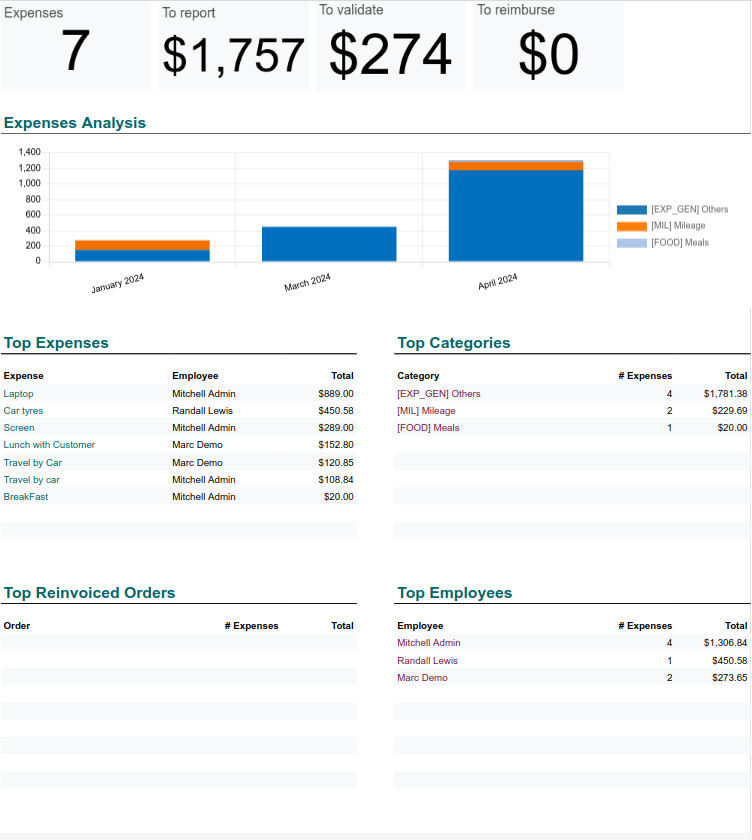 Expenses To report To validate To reimburse
7 $1,757 $274 $0
Expenses Analysis
1,400
1,200
1,000
800
600
400
200
0
January 2024 March 2024 April 2024
[EXP_GEN] Others
[MIL] Mileage
[FOOD] Meals
Top Expenses
Expense Employee Total
Laptop Mitchell Admin $889.00
Car tyres Randall Lewis $450.58
Screen Mitchell Admin $289.00
Lunch with Customer Marc Demo $152.80
Travel by Car Marc Demo $120.85
Travel by car Mitchell Admin $108.84
BreakFast Mitchell Admin $20.00
Top Categories
Category # Expenses Total
[EXP_GEN] Others 4 $1,781.38
[MIL] Mileage 2 $229.69
[FOOD] Meals 1 $20.00
Top Reinvoiced Orders
Order # Expenses Total
Top Employees
Employee # Expenses Total
Mitchell Admin 4 $1,306.84
Randall Lewis 1 $450.58
Marc Demo 2 $273.65